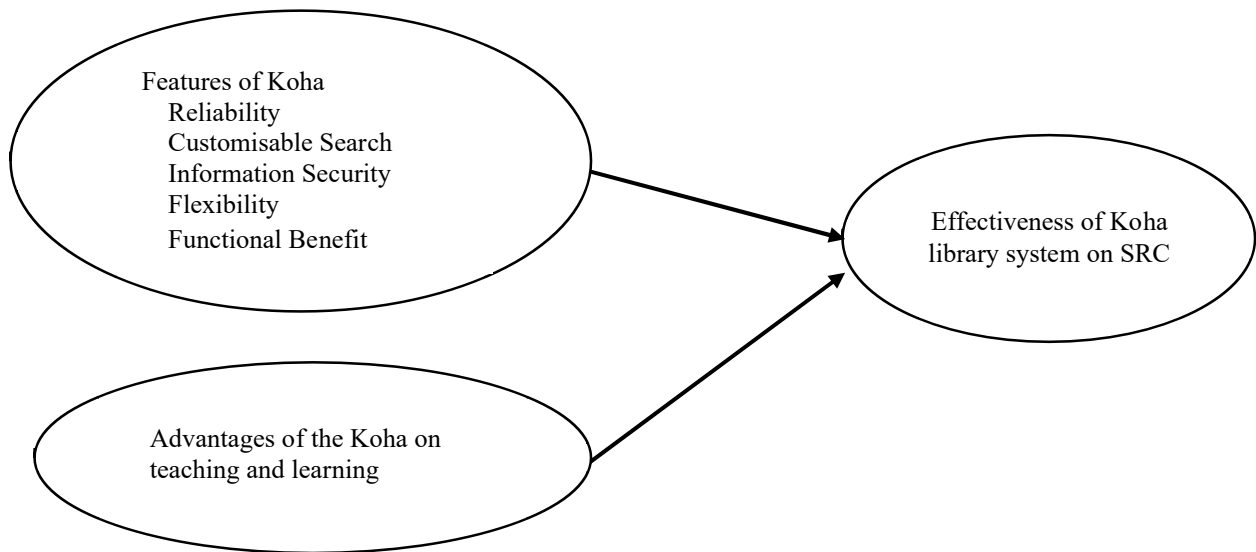 Features of Koha
Reliability
Customisable Search
Information Security
Flexibility
Functional Benefit
Effectiveness of Koha
library system on SRC
Advantages of the Koha on
teaching and learning